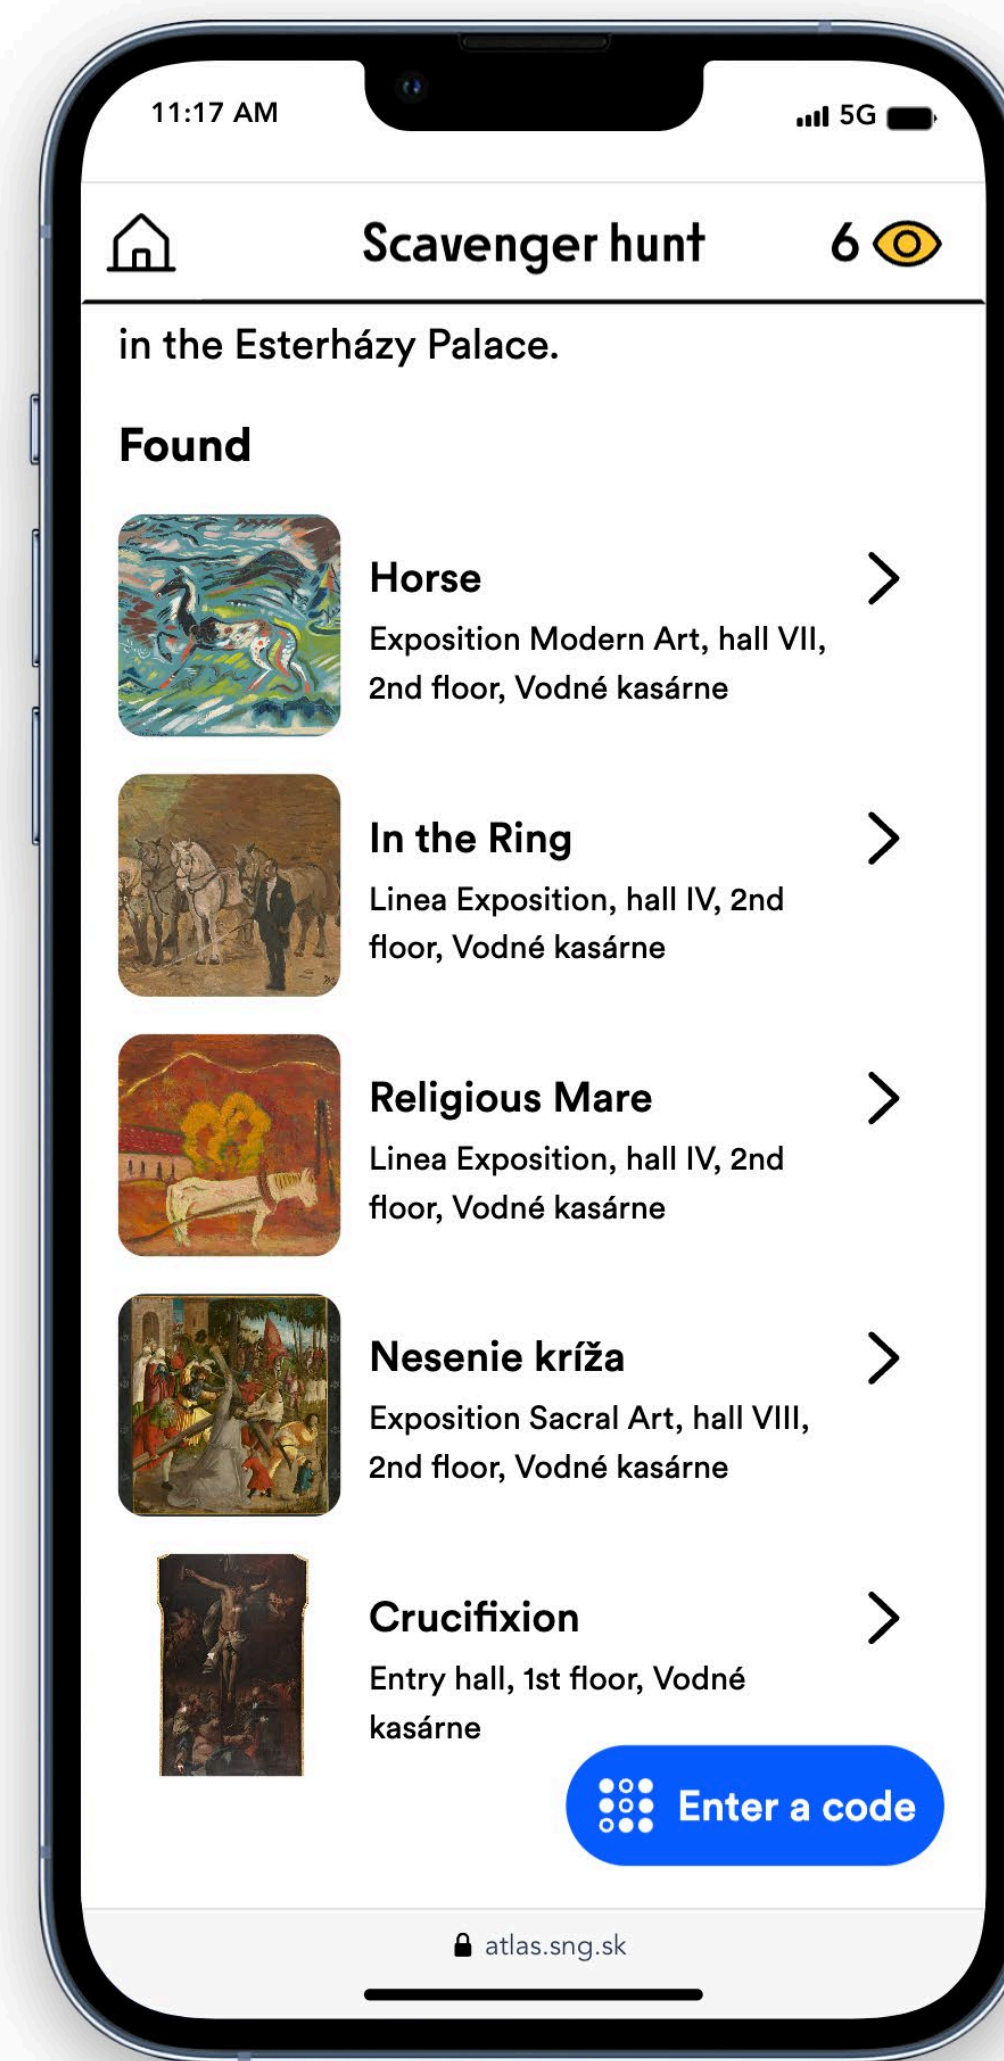 11:17 AM
5G
Scavenger hunt
6
in the Esterházy Palace.
Found
Horse
Exposition Modern Art, hall VII,
2nd floor, Vodné kasárne
In the Ring
Linea Exposition, hall IV, 2nd
floor, Vodné kasárne
Religious Mare
Linea Exposition, hall IV, 2nd
floor, Vodné kasárne
Nesenie kríža
Exposition Sacral Art, hall VIII,
2nd floor, Vodné kasárne
Crucifixion
Entry hall, 1st floor, Vodné
kasárne
Enter a code
atlas.sng.sk